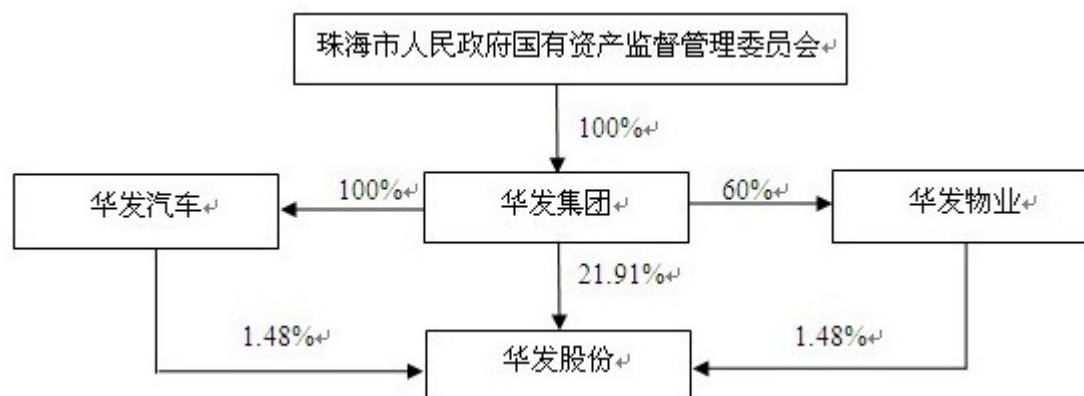 珠海市人民政府国有资产监督管理委员会↵
100%↵
华发汽车↵
100%↵
华发集团↵
60%↵
华发物业↵
21.91%↵
1.48%↵
华发股份↵
1.48%↵